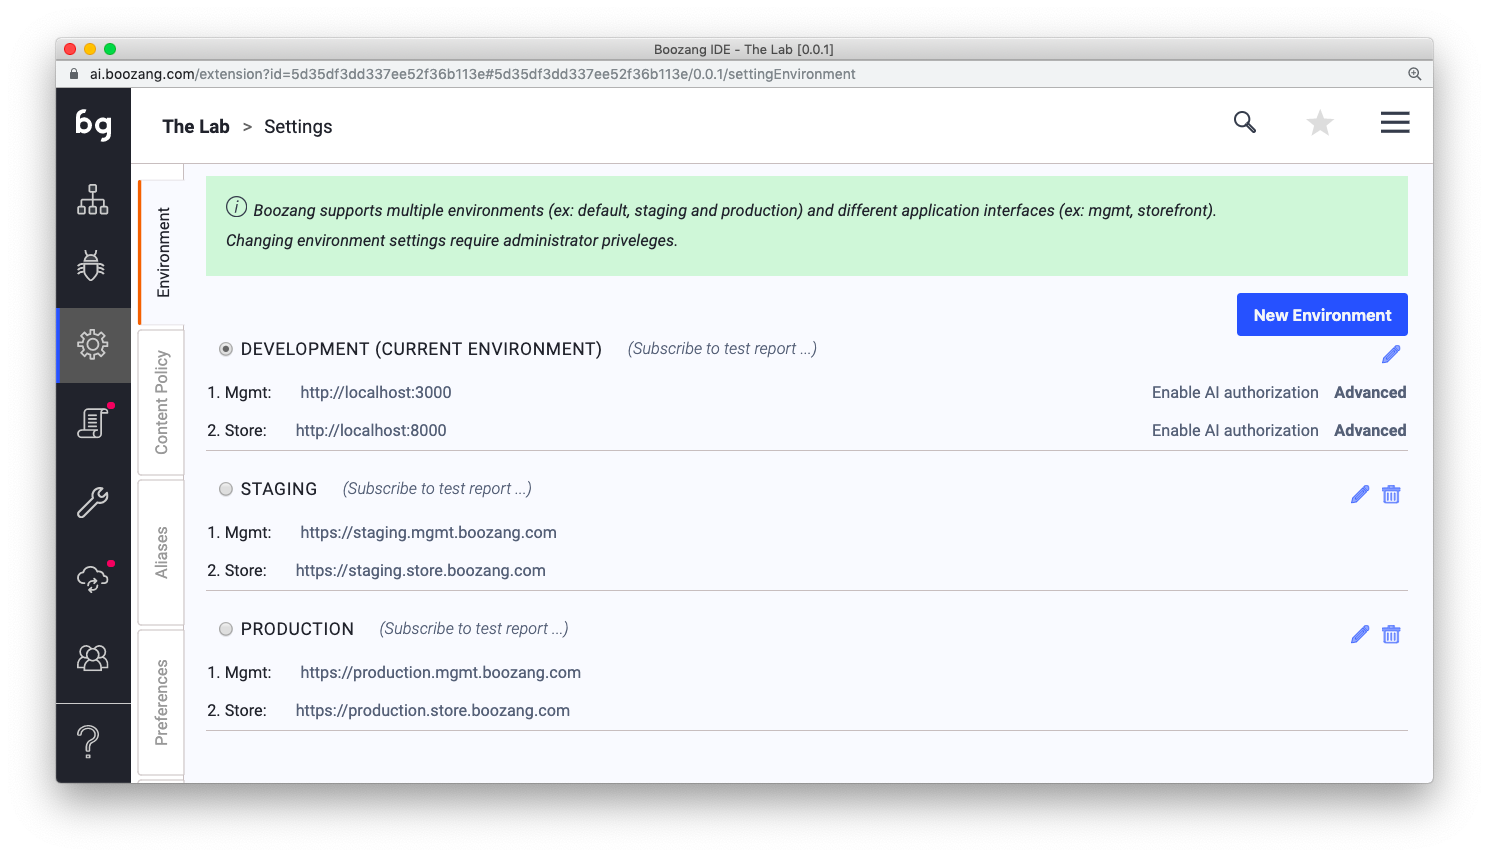 Boozang IDE - The Lab [0.0.1]
ai.boozang.com/extension?id=5d35df3dd337ee52f36b113e#5d35df3dd337ee52f36b113e/0.0.1/settingEnvironment
bg
The Lab > Settings
Environment
Content Policy
Aliases
Preferences
Boozang supports multiple environments (ex: default, staging and production) and different application interfaces (ex: mgmt, storefront).
Changing environment settings require administrator priveleges.
New Environment
DEVELOPMENT (CURRENT ENVIRONMENT) (Subscribe to test report ...)
1. Mgmt: http://localhost:3000 Enable AI authorization Advanced
2. Store: http://localhost:8000 Enable AI authorization Advanced
STAGING (Subscribe to test report ...)
1. Mgmt: https://staging.mgmt.boozang.com
2. Store: https://staging.store.boozang.com
PRODUCTION (Subscribe to test report ...)
1. Mgmt: https://production.mgmt.boozang.com
2. Store: https://production.store.boozang.com